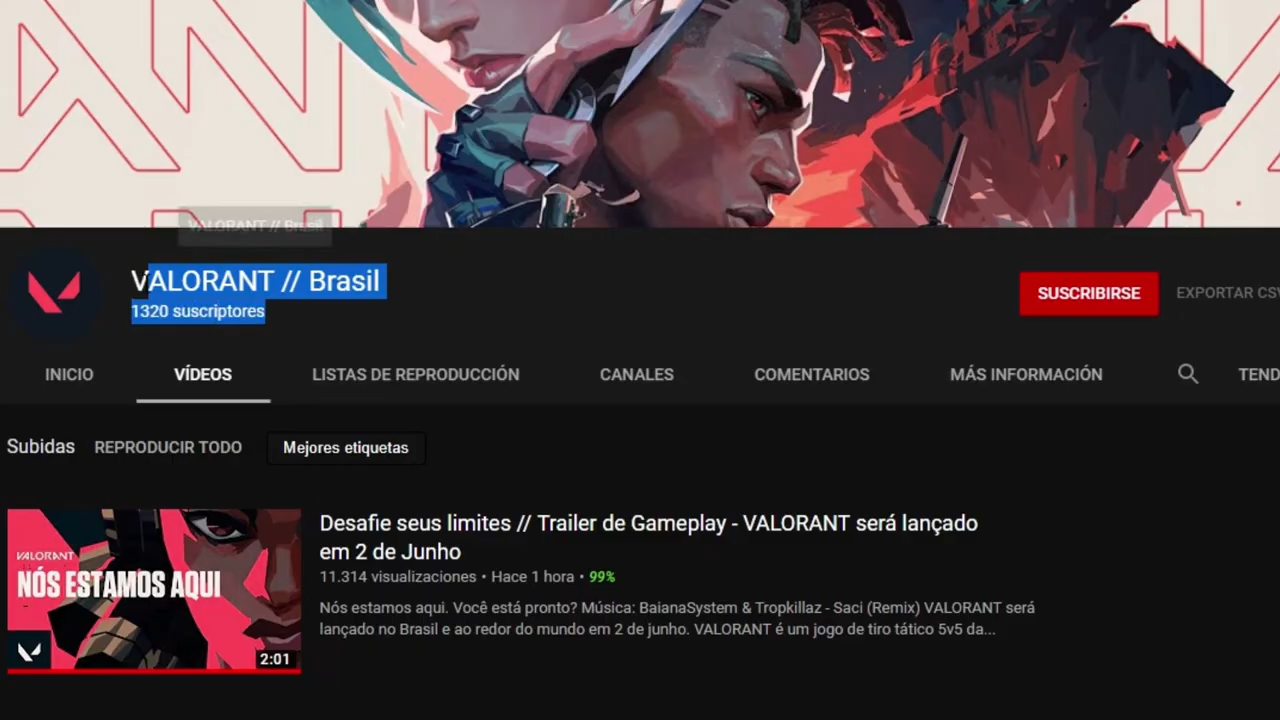 VALORANT // Brasil
VALORANT // Brasil
1320 suscriptores
SUSCRIBIRSE
EXPORTAR CSV
INICIO
VÍDEOS
LISTAS DE REPRODUCCIÓN
CANALES
COMENTARIOS
MÁS INFORMACIÓN
TEND
Subidas
REPRODUCIR TODO
Mejores etiquetas
VALORANT
NÓS ESTAMOS AQUI
2:01
Desafie seus limites // Trailer de Gameplay - VALORANT será lançado
em 2 de Junho
11.314 visualizaciones • Hace 1 hora • 99%
Nós estamos aqui. Você está pronto? Música: BaianaSystem & Tropkillaz - Saci (Remix) VALORANT será
lançado no Brasil e ao redor do mundo em 2 de junho. VALORANT é um jogo de tiro tático 5v5 da...